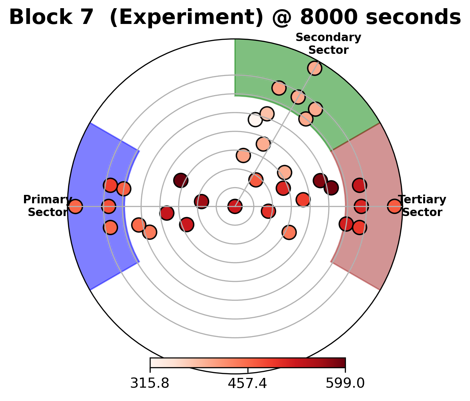 Block 7  (Experiment) @ 8000 seconds
Secondary
Sector
Primary
Sector
Tertiary
Sector
315.8 457.4 599.0